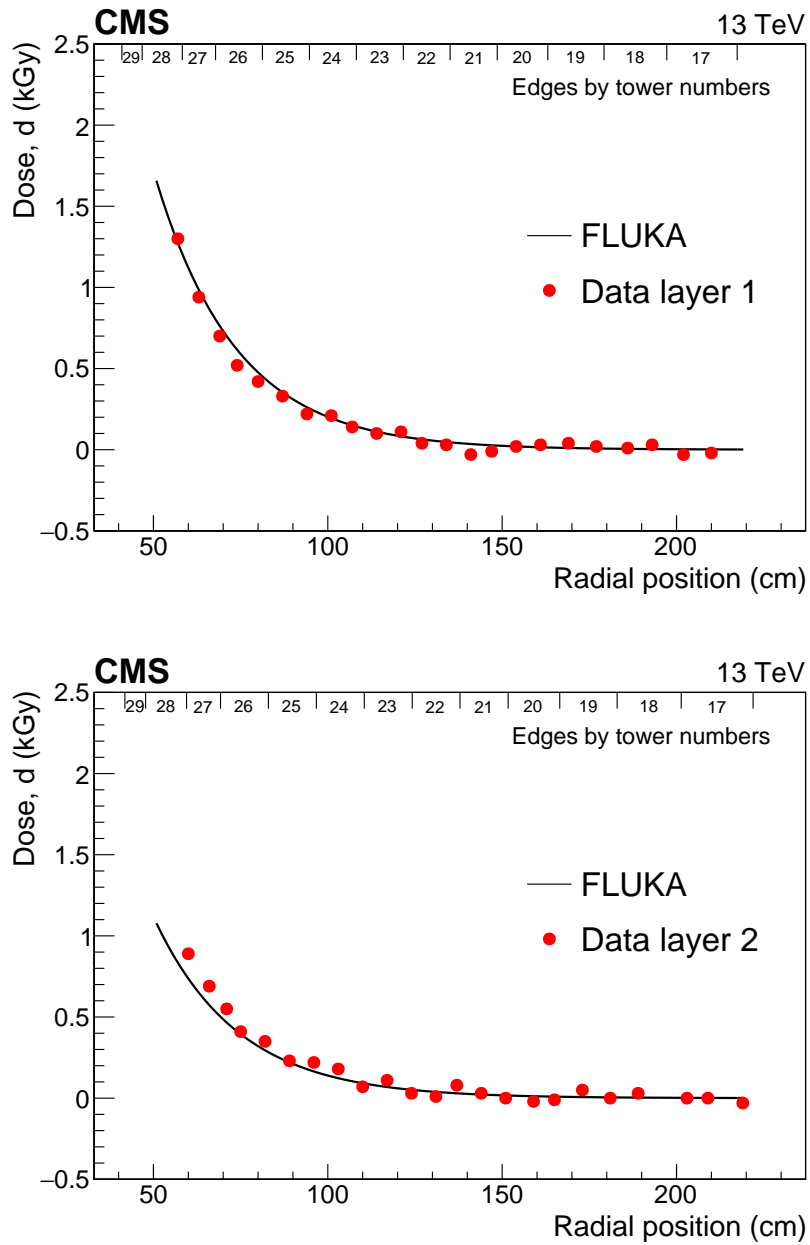 CMS 13 TeV
2.5
29 28 27 26 25 24 23 22 21 20 19 18 17
Edges by tower numbers
Dose, d (kGy)
2
1.5
FLUKA
1
Data layer 1
0.5
0
−0.5
50 100 150 200
Radial position (cm)
CMS 13 TeV
2.5
29 28 27 26 25 24 23 22 21 20 19 18 17
Edges by tower numbers
Dose, d (kGy)
2
1.5
FLUKA
1
Data layer 2
0.5
0
−0.5
50 100 150 200
Radial position (cm)